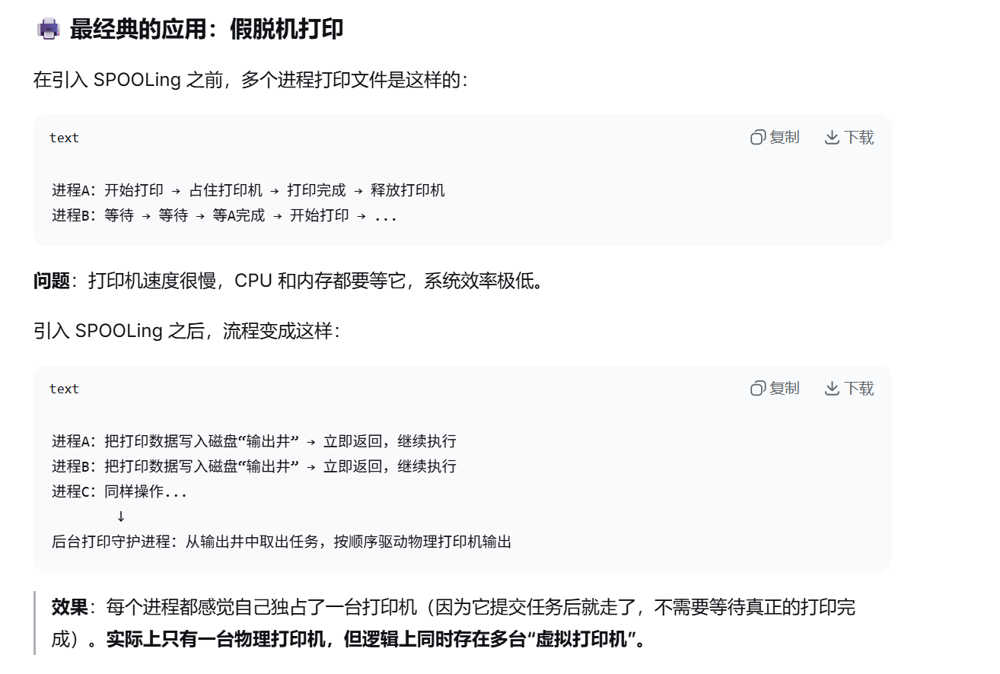 最经典的应用：假脱机打印
在引入 SPOOLing 之前，多个进程打印文件是这样的：
text
复制
下载
进程A：开始打印 → 占住打印机 → 打印完成 → 释放打印机
进程B：等待 → 等待 → 等A完成 → 开始打印 → ...
问题：打印机速度很慢，CPU 和内存都要等它，系统效率极低。
引入 SPOOLing 之后，流程变成这样：
text
复制
下载
进程A：把打印数据写入磁盘“输出井” → 立即返回，继续执行
进程B：把打印数据写入磁盘“输出井” → 立即返回，继续执行
进程C：同样操作...
↓
后台打印守护进程：从输出井中取出任务，按顺序驱动物理打印机输出
效果：每个进程都感觉自己独占了一台打印机（因为它提交任务后就走了，不需要等待真正的打印完
成）。实际上只有一台物理打印机，但逻辑上同时存在多台“虚拟打印机”。